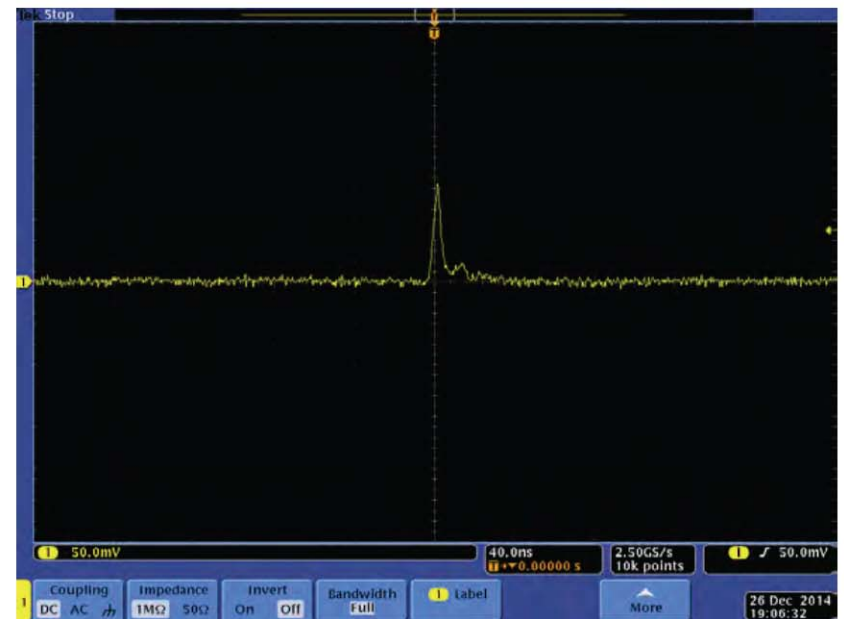 Tek Stop
T
T
1
1 50.0mV
40.0ns
T→▼0.00000 s
2.50GS/s
10k points
1 ƒ 50.0mV
1
Coupling
DC AC
Impedance
1MΩ 50Ω
Invert
On Off
Bandwidth
Full
1 Label
More
26 Dec 2014
19:06:32